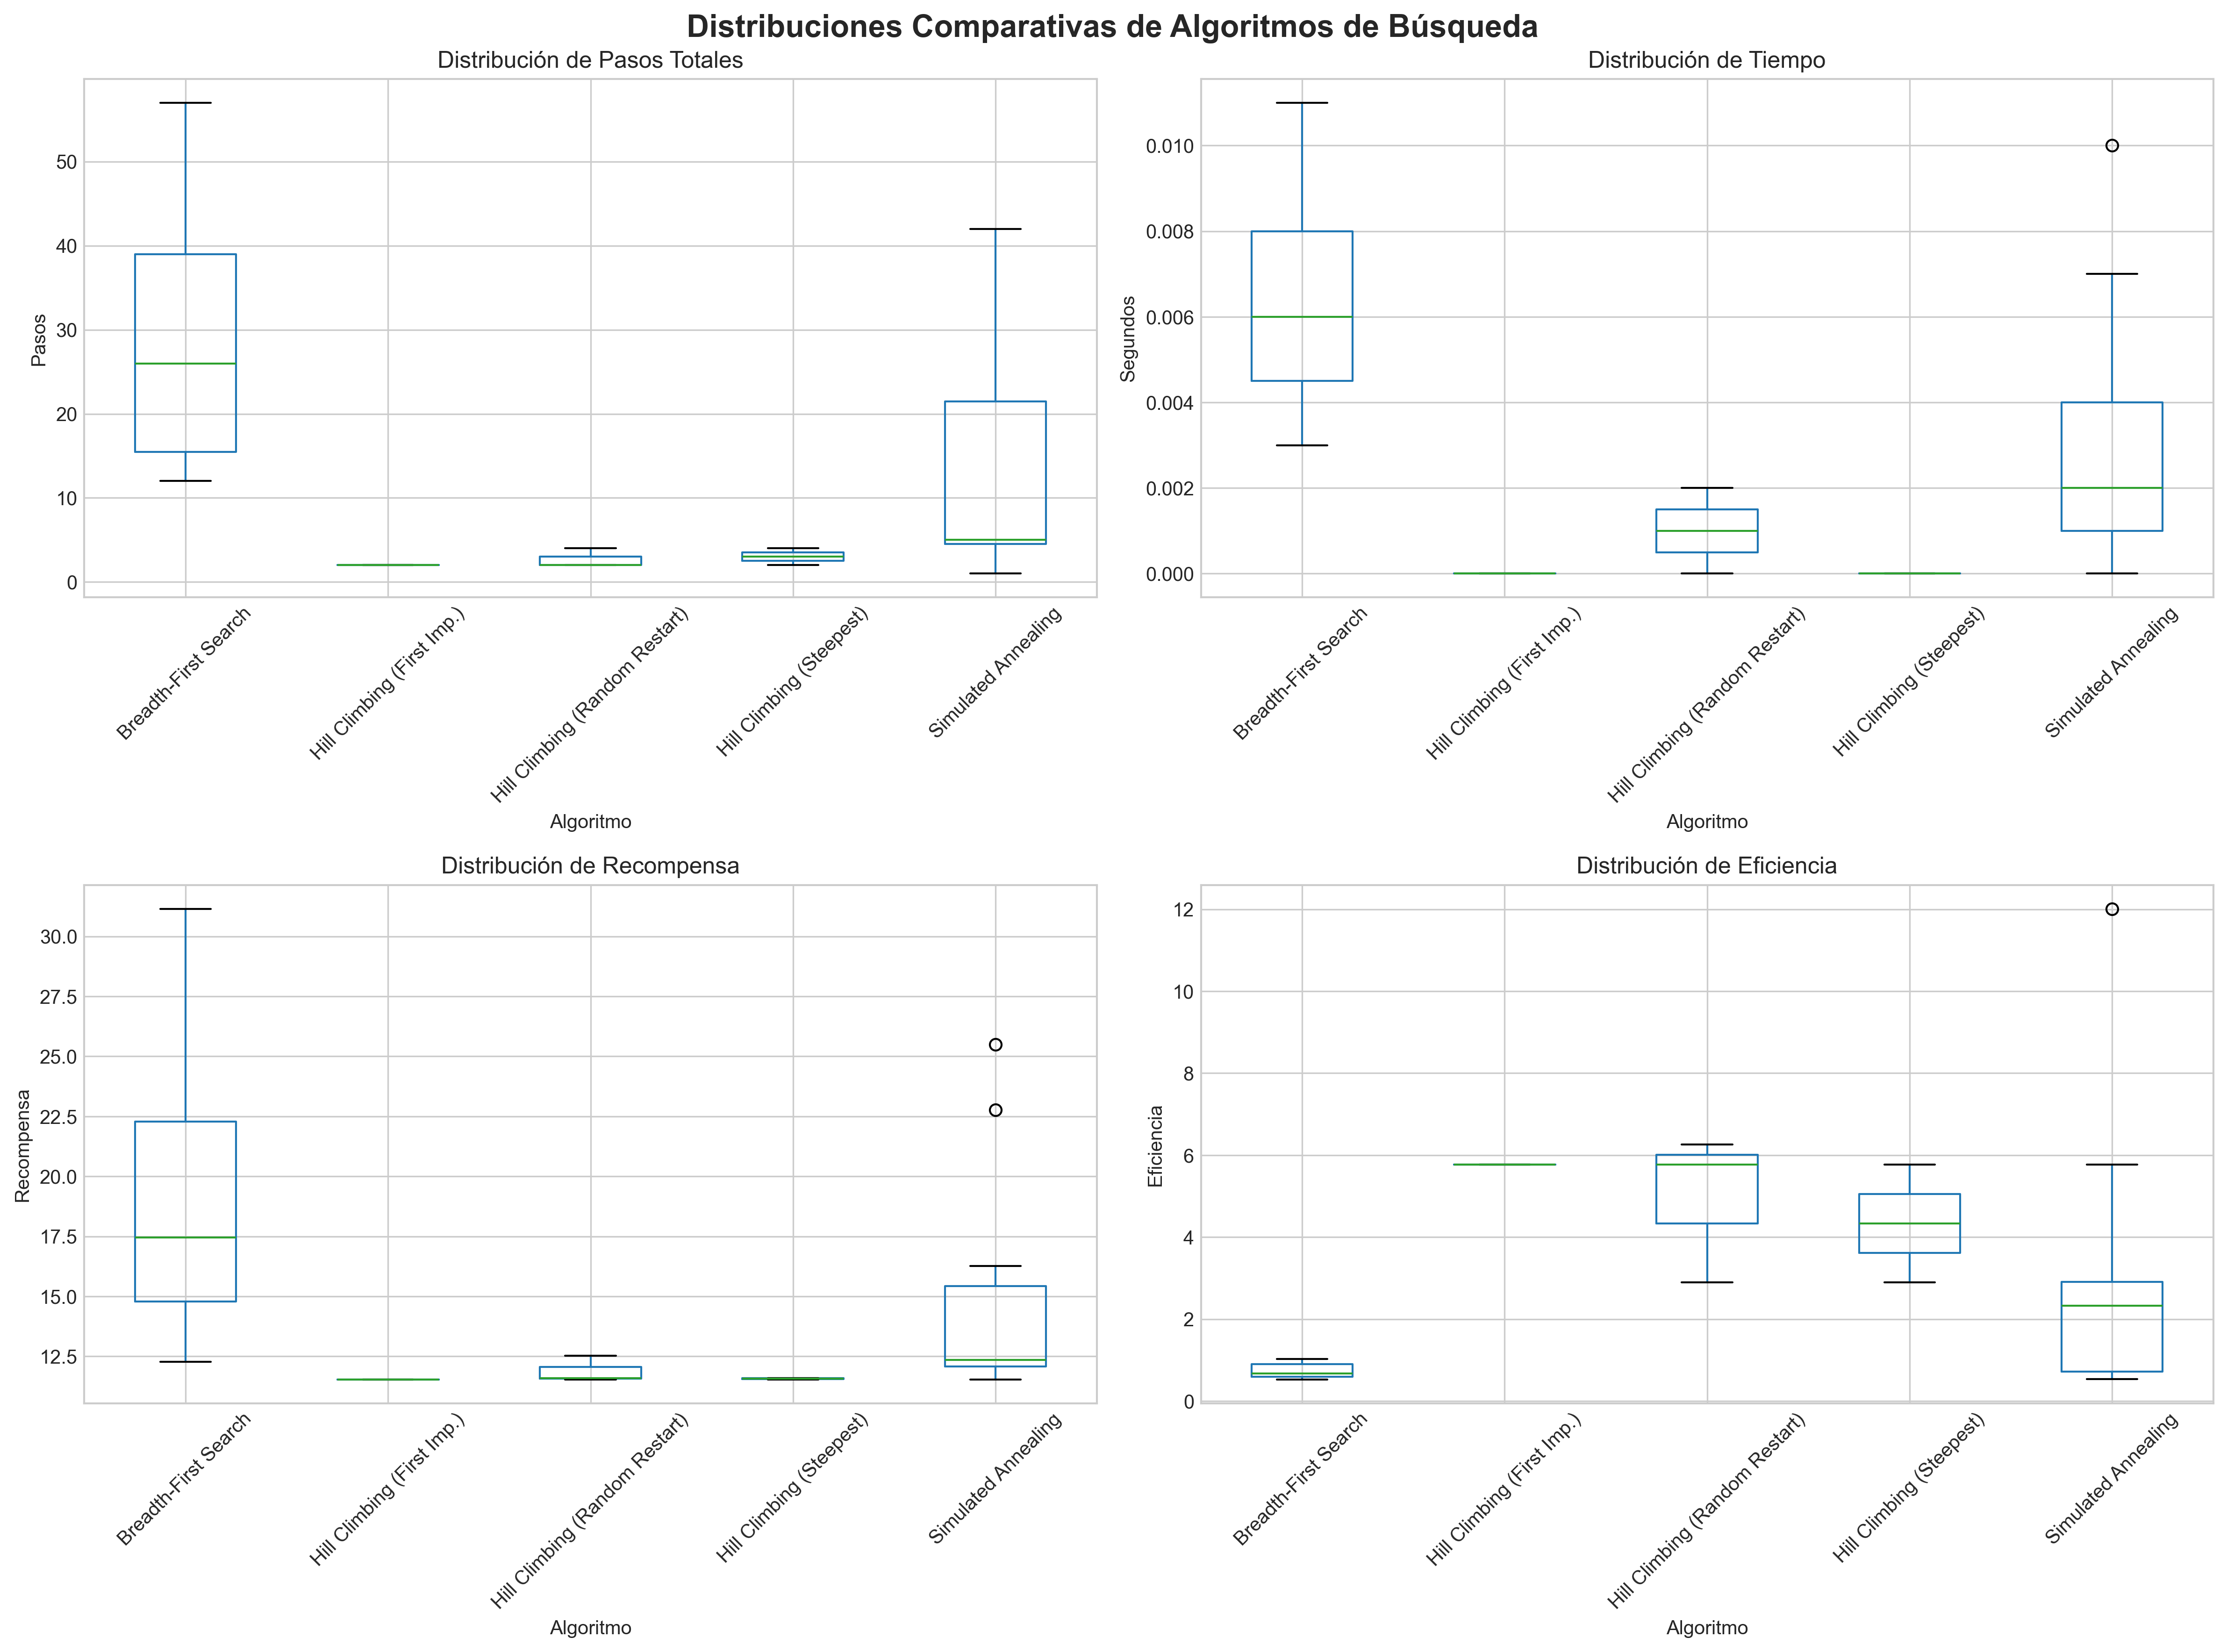 Distribuciones Comparativas de Algoritmos de Búsqueda
Distribución de Pasos Totales
Pasos
50
40
30
20
10
0
Breadth-First Search
Hill Climbing (First Imp.)
Hill Climbing (Random Restart)
Hill Climbing (Steepest)
Simulated Annealing
Algoritmo
Distribución de Tiempo
Segundos
0.010
0.008
0.006
0.004
0.002
0.000
Breadth-First Search
Hill Climbing (First Imp.)
Hill Climbing (Random Restart)
Hill Climbing (Steepest)
Simulated Annealing
Algoritmo
Distribución de Recompensa
Recompensa
30.0
27.5
25.0
22.5
20.0
17.5
15.0
12.5
Breadth-First Search
Hill Climbing (First Imp.)
Hill Climbing (Random Restart)
Hill Climbing (Steepest)
Simulated Annealing
Algoritmo
Distribución de Eficiencia
Eficiencia
12
10
8
6
4
2
0
Breadth-First Search
Hill Climbing (First Imp.)
Hill Climbing (Random Restart)
Hill Climbing (Steepest)
Simulated Annealing
Algoritmo